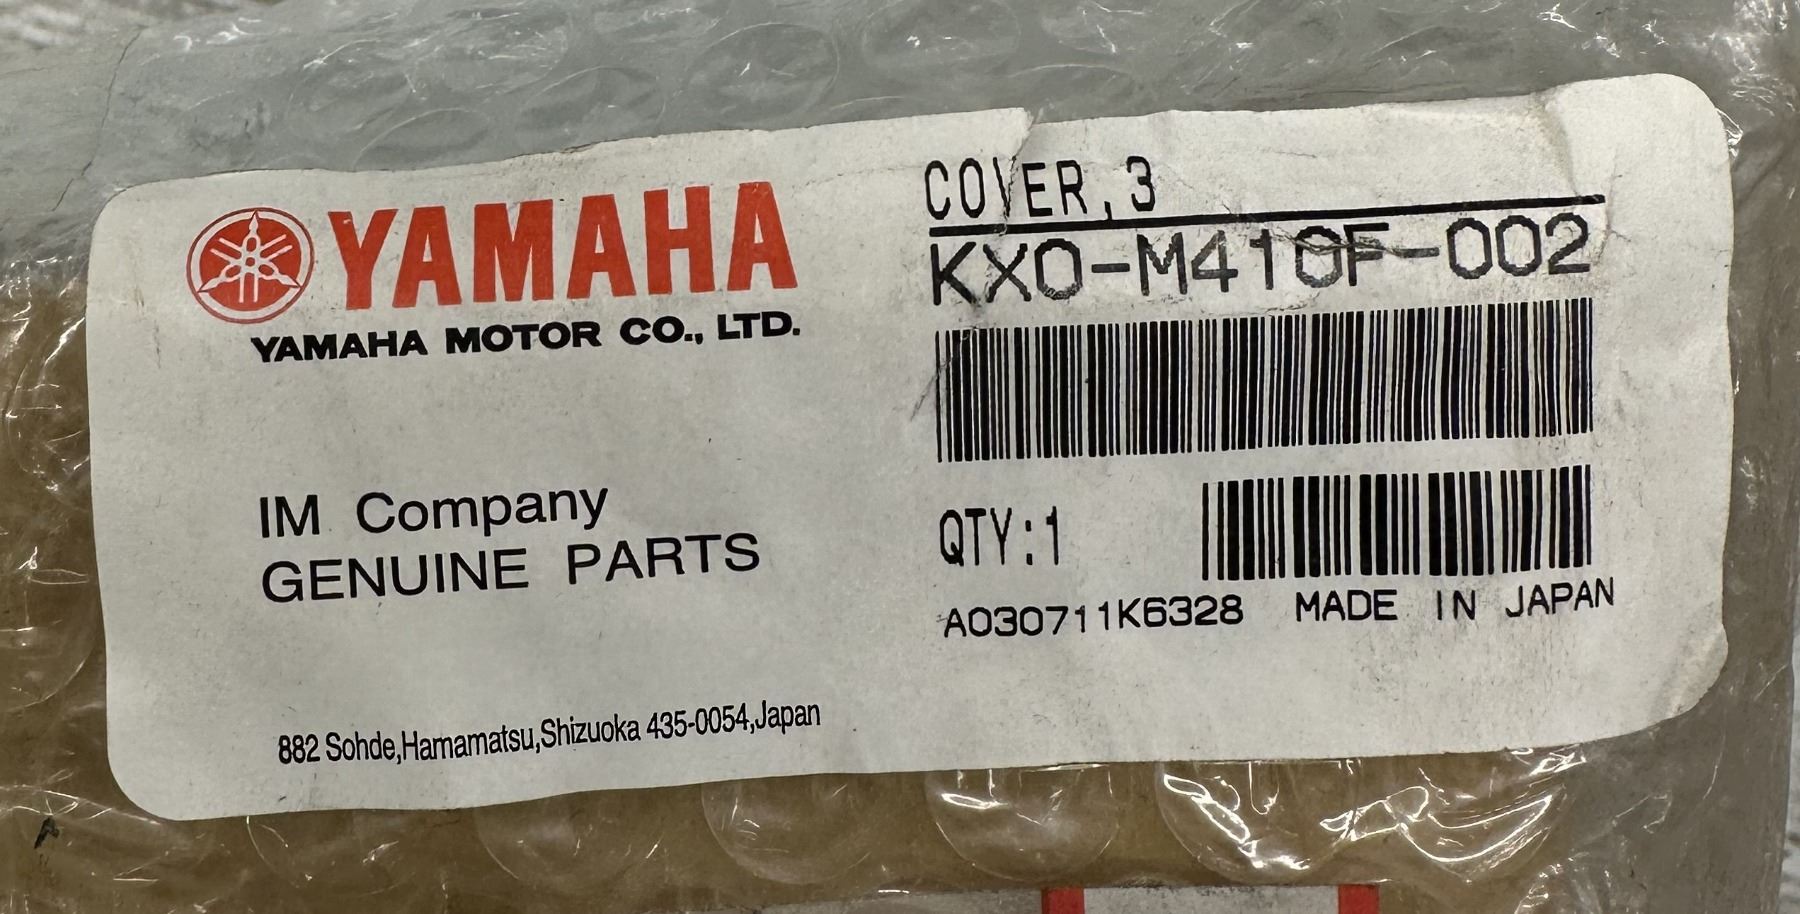 YAMAHA
YAMAHA MOTOR CO., LTD.
IM Company
GENUINE PARTS
882 Sohde,Hamamatsu,Shizuoka 435-0054,Japan
COVER,3
KX0-M410F-002
QTY:1
A030711K6328 MADE IN JAPAN